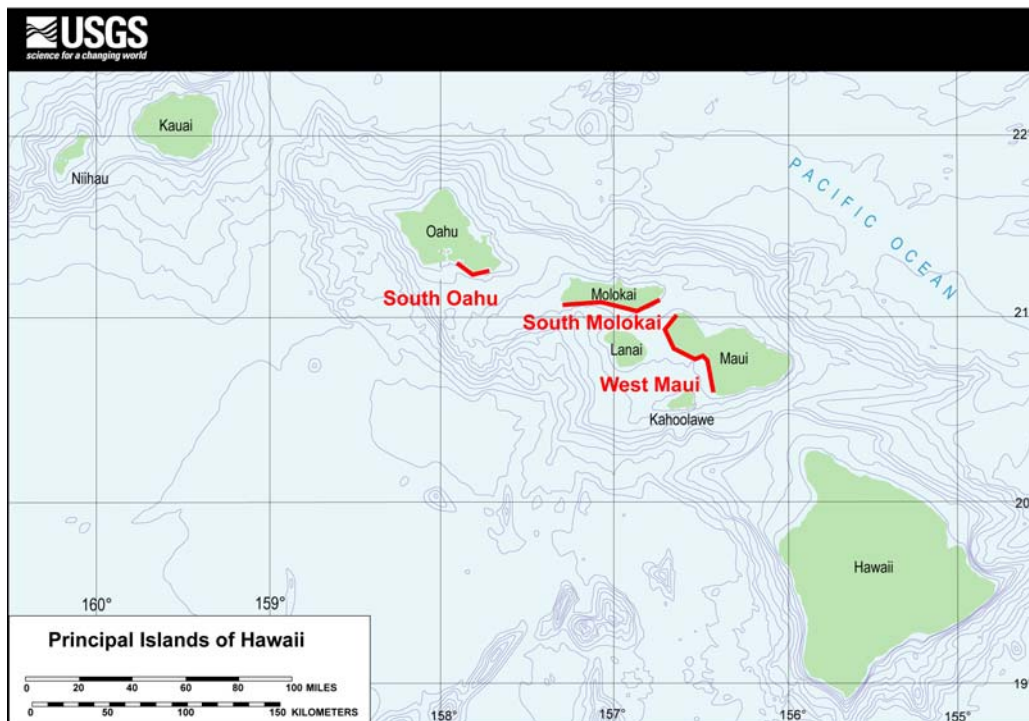 USGS
science for a changing world
Kauai
22°
Niihau
PACIFIC OCEAN
Oahu
South Oahu
Molokai
21°
South Molokai
Lanai
Maui
West Maui
Kahoolawe
20°
Hawaii
160°
159°
Principal Islands of Hawaii
0 20 40 60 80 100 MILES
19°
0 50 100 150 KILOMETERS
158°
157°
156°
155°